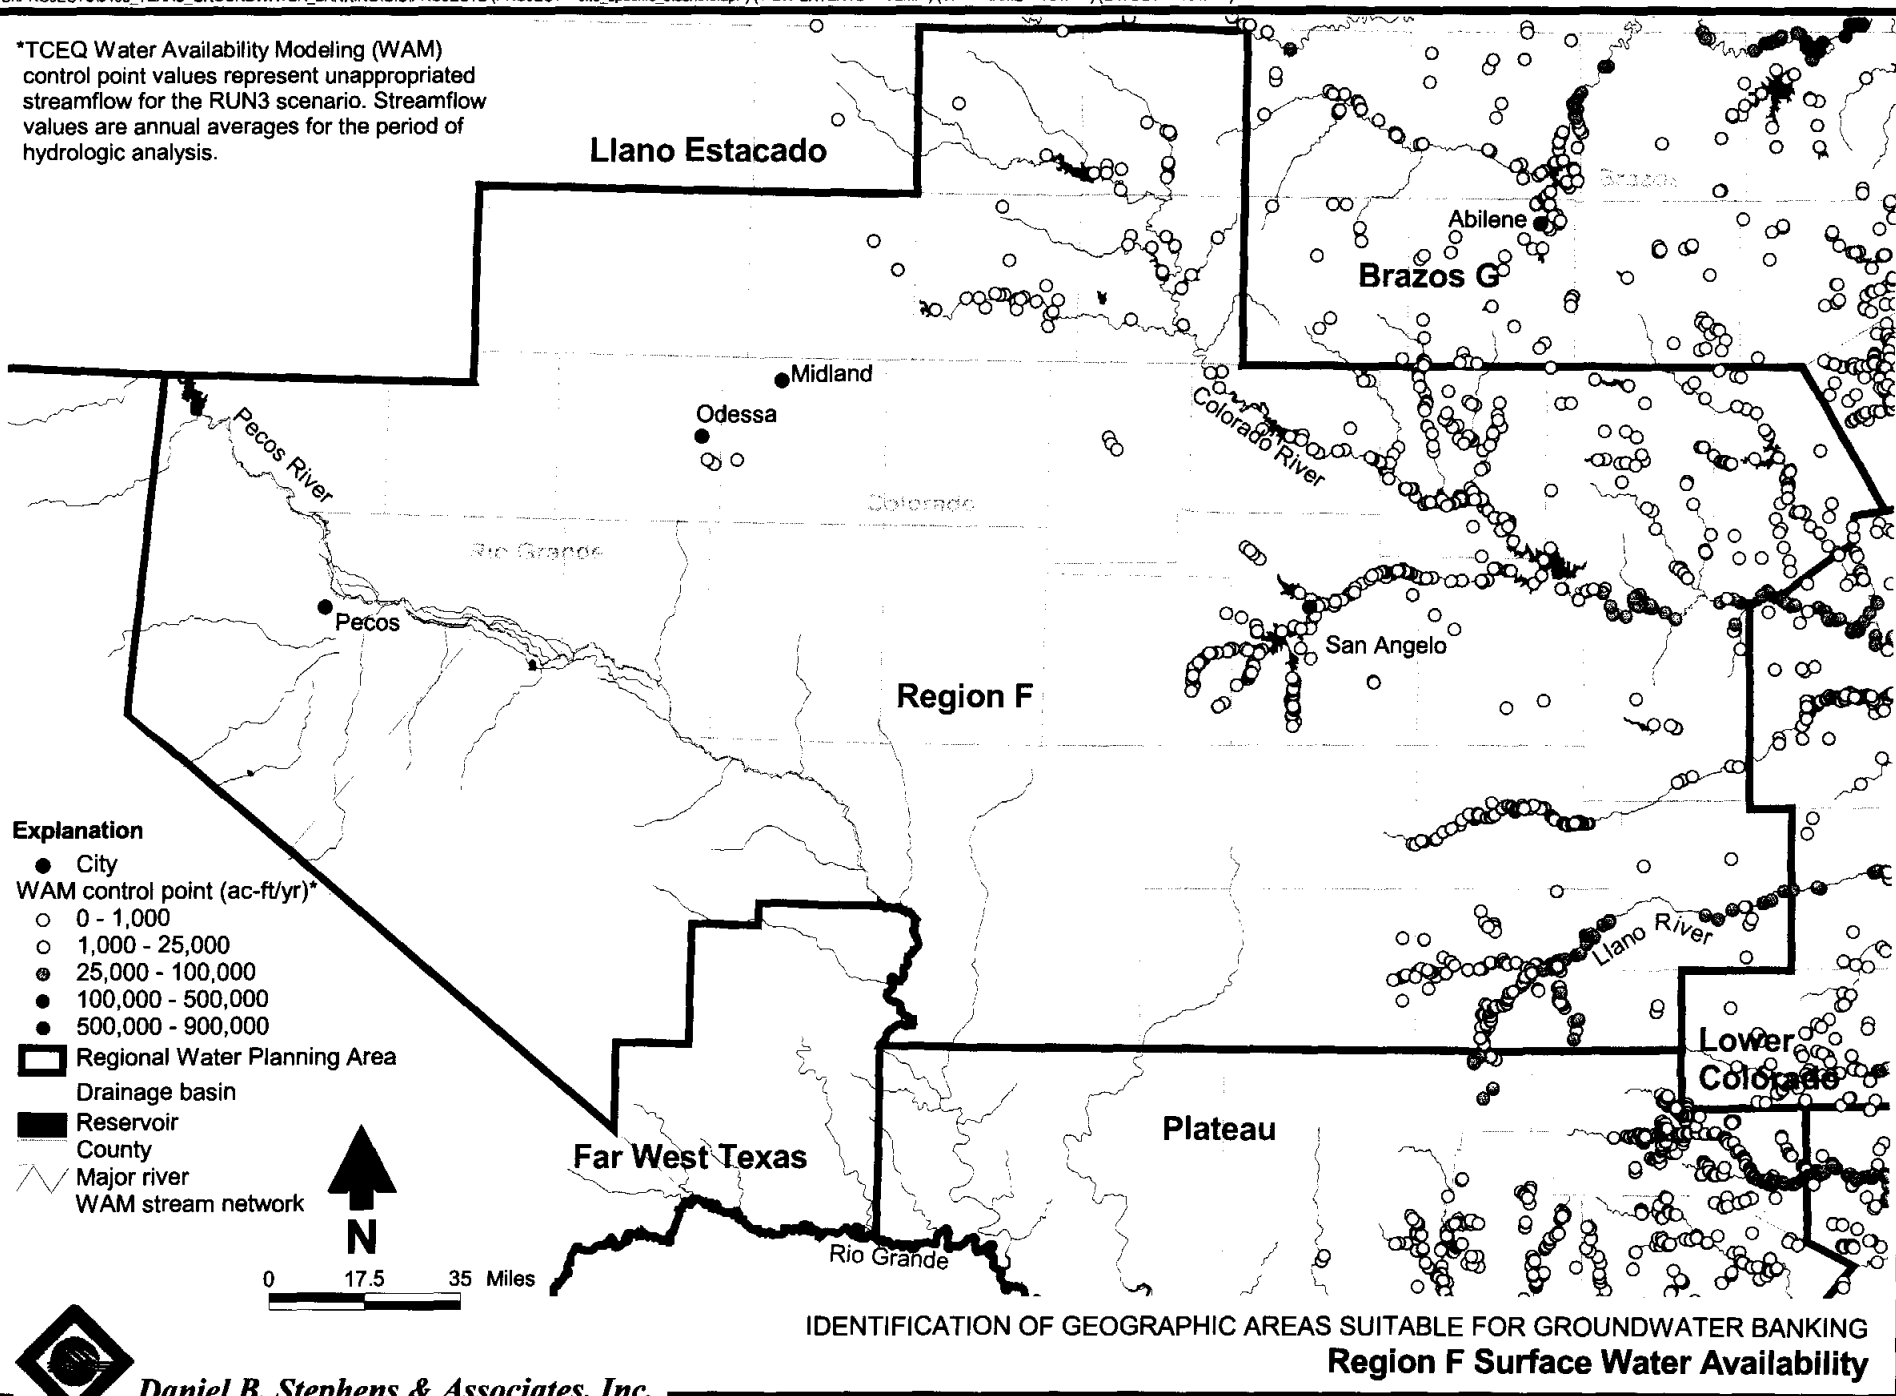 *TCEQ Water Availability Modeling (WAM)
control point values represent unappropriated
streamflow for the RUN3 scenario. Streamflow
values are annual averages for the period of
hydrologic analysis.
Llano Estacado
Brazos
Abilene
Brazos G
Midland
Odessa
Pecos River
Colorado River
Colorado
Rio Grande
Pecos
San Angelo
Region F
Llano River
Explanation
City
WAM control point (ac-ft/yr)*
0 - 1,000
1,000 - 25,000
25,000 - 100,000
100,000 - 500,000
500,000 - 900,000
Regional Water Planning Area
Drainage basin
Reservoir
County
Major river
WAM stream network
N
0 17.5 35 Miles
Lower
Colorado
Plateau
Far West Texas
Rio Grande
IDENTIFICATION OF GEOGRAPHIC AREAS SUITABLE FOR GROUNDWATER BANKING
Region F Surface Water Availability
Daniel B. Stephens & Associates, Inc.